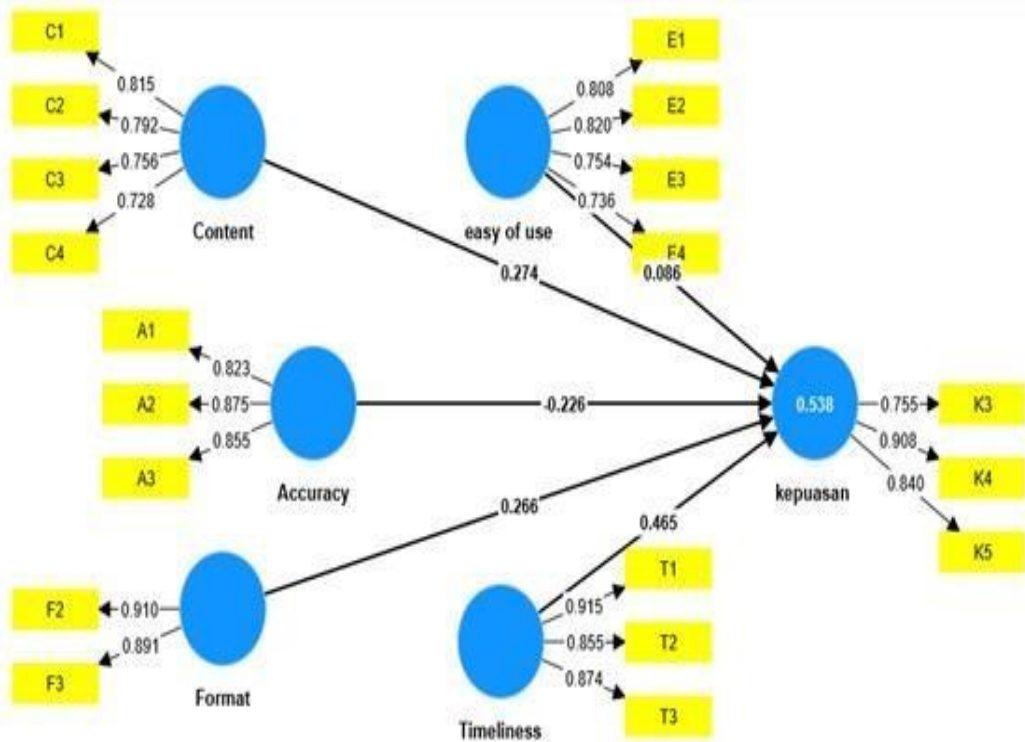 C1
0.815
C2
0.792
C3
0.756
0.728
C4
Content
E1
0.808
E2
0.820
0.754
E3
0.736
E4
easy of use
0.274
0.086
A1
0.823
A2
0.875
0.855
A3
Accuracy
-0.226
0.538
kepuasan
0.755
K3
0.908
K4
0.840
K5
0.266
0.465
F2
0.910
0.891
F3
Format
T1
0.915
0.855
T2
0.874
T3
Timeliness